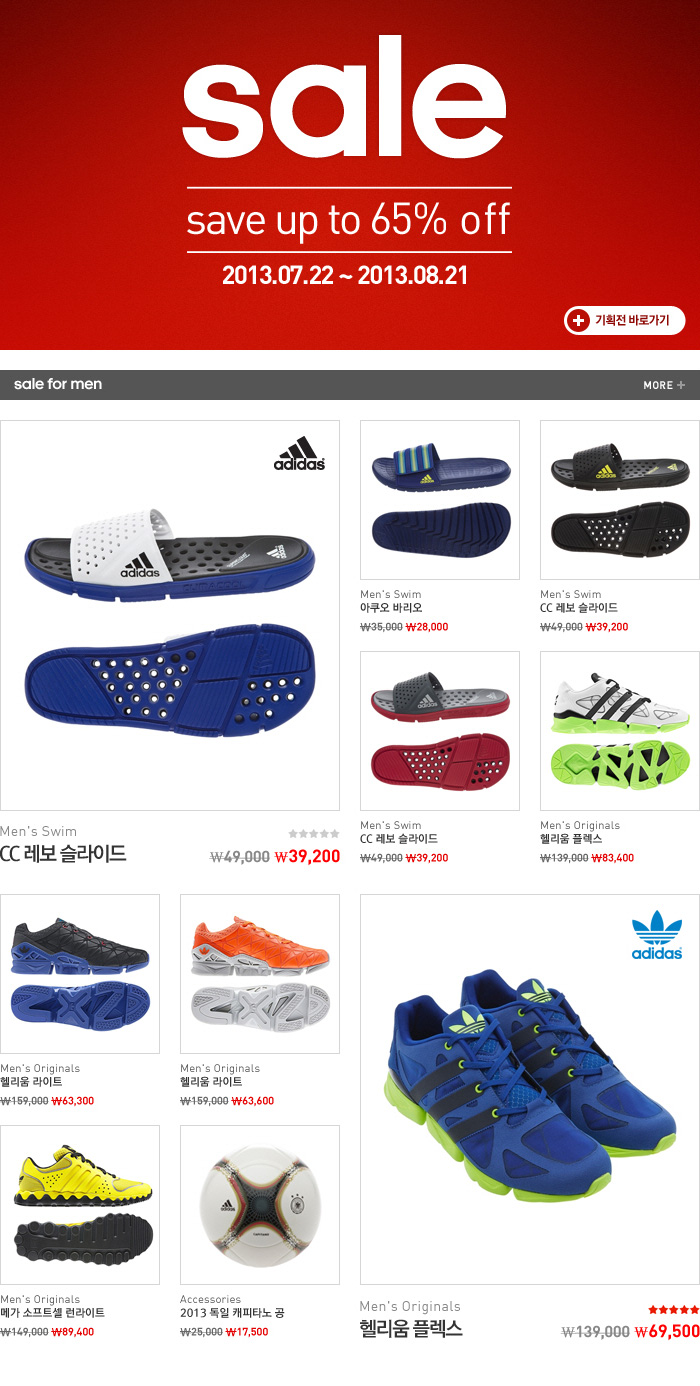 sale
save up to 65% off
2013.07.22 ~ 2013.08.21
기획전 바로가기
sale for men
MORE +
adidas
adidas
Men's Swim
CC 레보 슬라이드
₩49,000 ₩39,200
Men's Swim
아쿠오 바리오
₩35,000 ₩28,000
Men's Swim
CC 레보 슬라이드
₩49,000 ₩39,200
adidas
Men's Swim
CC 레보 슬라이드
₩49,000 ₩39,200
Men's Originals
헬리움 플렉스
₩139,000 ₩83,400
Men's Originals
헬리움 라이트
₩159,000 ₩63,300
Men's Originals
헬리움 라이트
₩159,000 ₩63,600
Men's Originals
메가 소프트셀 런라이트
₩149,000 ₩89,400
adidas
Accessories
2013 독일 캐피타노 공
₩25,000 ₩17,500
adidas
Men's Originals
헬리움 플렉스
₩139,000 ₩69,500